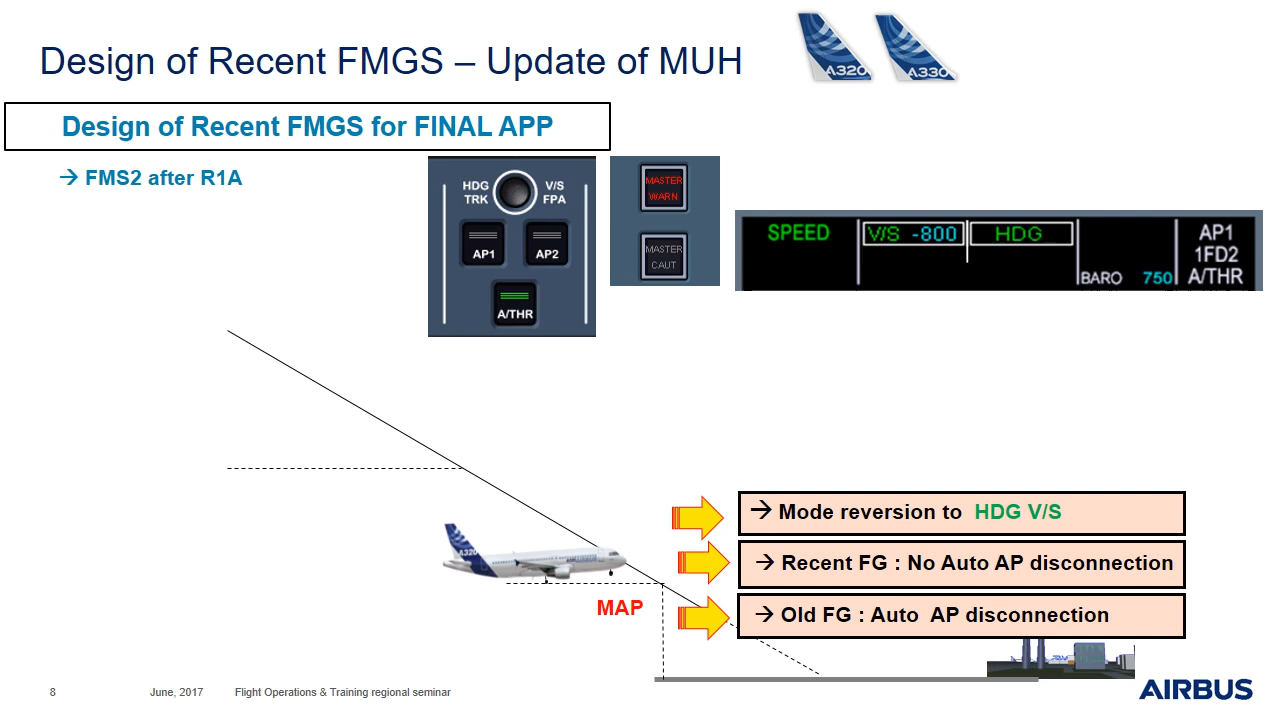 Design of Recent FMGS – Update of MUH
A320
A330
Design of Recent FMGS for FINAL APP
→ FMS2 after R1A
HDG V/S
TRK FPA
AP1 AP2
A/THR
MASTER
WARN
MASTER
CAUT
SPEED V/S -800 HDG AP1
1FD2
BARO 750 A/THR
A320
MAP
→ Mode reversion to HDG V/S
→ Recent FG : No Auto AP disconnection
→ Old FG : Auto AP disconnection
8 June, 2017 Flight Operations & Training regional seminar
AIRBUS